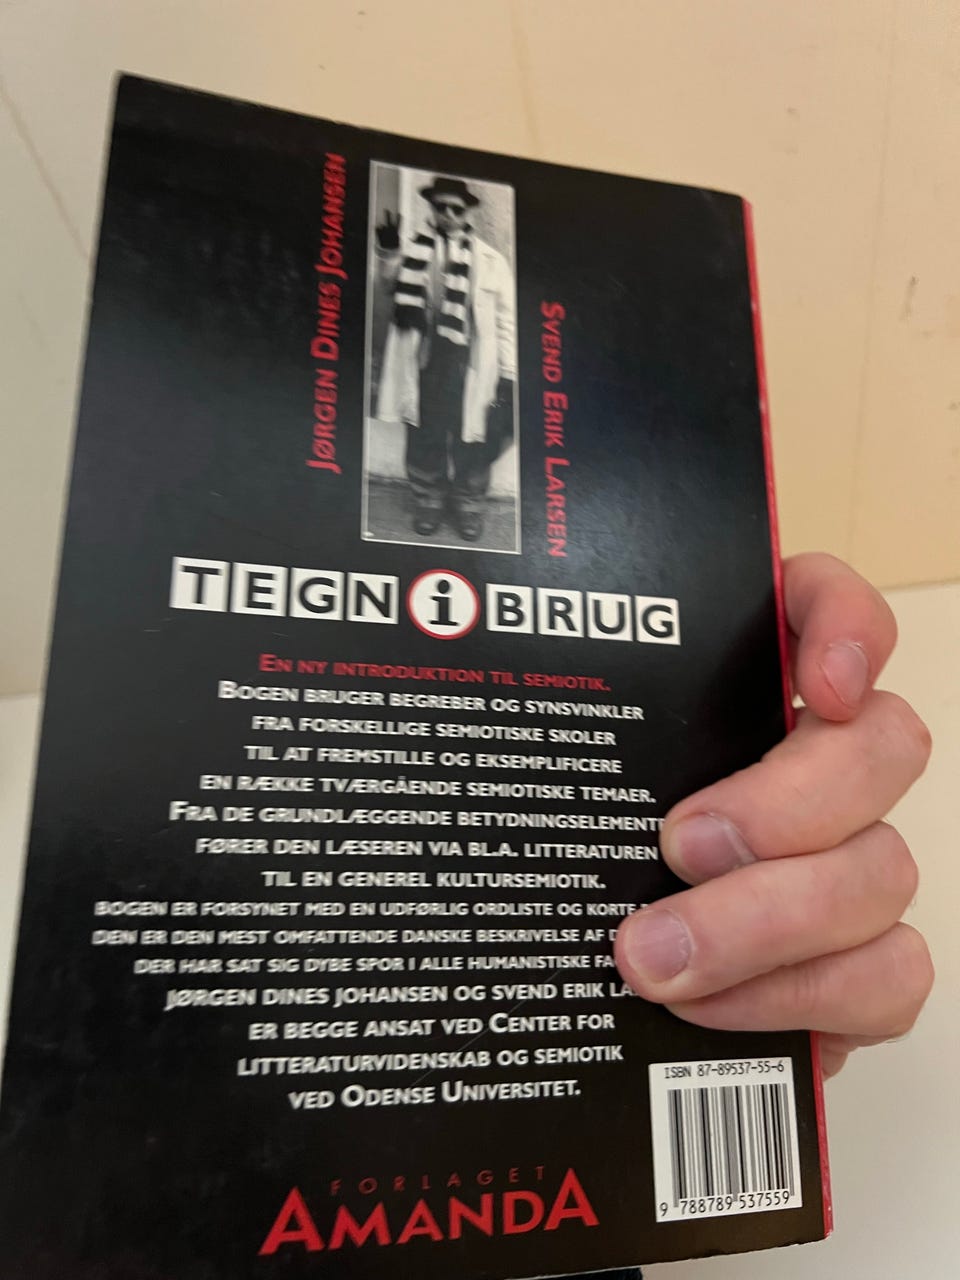 JØRGEN DINES JOHANSEN
SVEND ERIK LARSEN
TEGN i BRUG
EN NY INTRODUKTION TIL SEMIOTIK.
BOGEN BRUGER BEGREBER OG SYNSVINKLER
FRA FORSKELLIGE SEMIOTISKE SKOLER
TIL AT FREMSTILLE OG EKSEMPLIFICERE
EN RÆKKE TVÆRGÅENDE SEMIOTISKE TEMAER.
FRA DE GRUNDLÆGGENDE
FØRER DEN LÆSEREN VIA BL.A. LITTERATUREN
TIL EN GENEREL KULTURSEMIOTIK.
BOGEN ER FORSYNET MED EN UDFØRLIG ORDLISTE OG KORTE
DEN ER DEN MEST OMFATTENDE DANSKE BESKRIVELSE AF
DER HAR SAT SIG DYBE SPOR I ALLE HUMANISTISKE
JØRGEN DINES JOHANSEN OG SVEND ERIK
ER BEGGE ANSAT VED CENTER FOR
LITTERATURVIDENSKAB OG SEMIOTIK
VED ODENSE UNIVERSITET.
ISBN 87-89537-55-6
9 788789 537559
FORLAGET
AMANDA